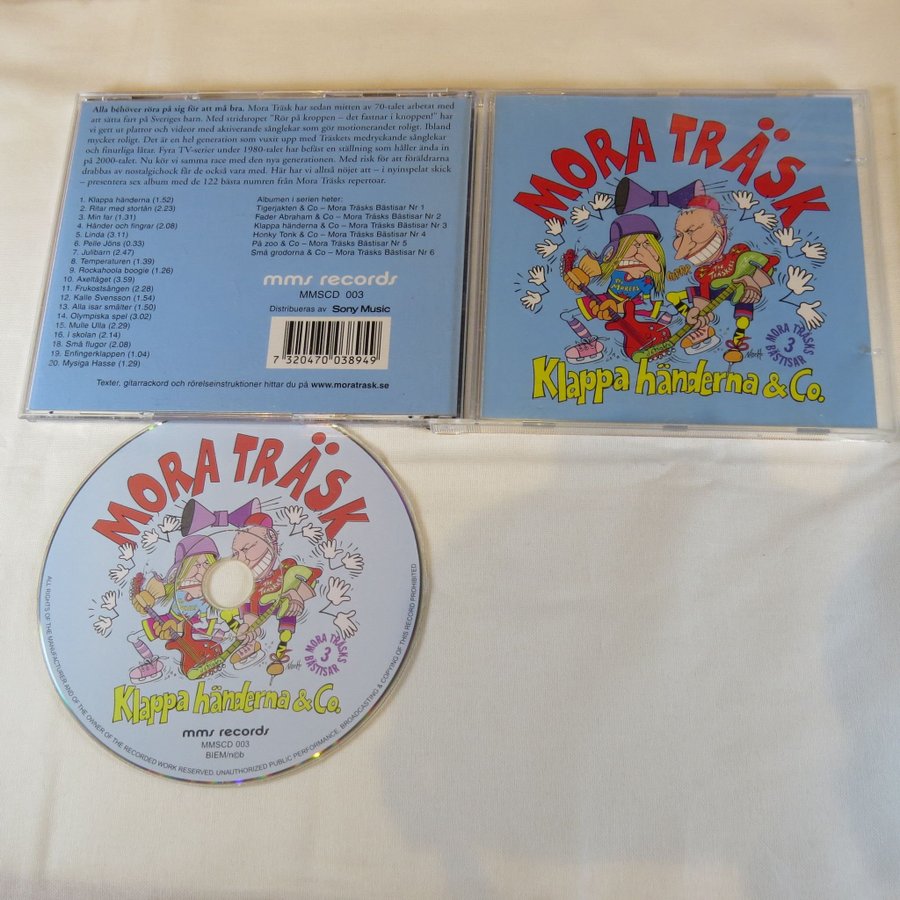 Alla behöver röra på sig för att må bra. Mora Träsk har sedan mitten av 70-talet arbetat med
att sätta fart på Sveriges barn. Med stridsropet "Rör på kroppen – det fastnar i knoppen!" har
vi gett ut plattor och videor med aktiverande sånglekar som gör motionerandet roligt. Ibland
mycket roligt. Det är en hel generation som vuxit upp med Träskets medryckande sånglekar
och finurliga låtar. Fyra TV-serier under 1980-talet har befäst en ställning som håller ända in
på 2000-talet. Nu kör vi samma race med den nya generationen. Med risk för att föräldrarna
drabbas av nostalgichock får de också vara med. Här har vi alltså nöjet att – i nyinspelat skick
– presentera sex album med de 122 bästa numren från Mora Träsks repertoar.
1. Klappa händerna (1.52)
2. Ritar med stortån (2.23)
3. Min far (1.31)
4. Händer och fingrar (2.08)
5. Linda (3.11)
6. Pelle Jöns (0.33)
7. Julibarn (2.47)
8. Temperaturen (1.39)
9. Rockahoola boogie (1.26)
10. Axeltåget (3.59)
11. Frukostsången (2.28)
12. Kalle Svensson (1.54)
13. Alla isar smälter (1.50)
14. Olympiska spel (3.02)
15. Mulle Ulla (2.29)
16. I skolan (2.14)
18. Små flugor (2.08)
19. Enfingerklappen (1.04)
20. Mysiga Hasse (1.29)
Albumen i serien heter:
Tigerjakten & Co – Mora Träsks Bästisar Nr 1
Fader Abraham & Co – Mora Träsks Bästisar Nr 2
Klappa händerna & Co – Mora Träsks Bästisar Nr 3
Honky Tonk & Co – Mora Träsks Bästisar Nr 4
På zoo & Co – Mora Träsks Bästisar Nr 5
Små grodorna & Co – Mora Träsks Bästisar Nr 6
mms records
MMSCD 003
Distribueras av Sony Music
7 320470 038949
Texter, gitarrackord och rörelseinstruktioner hittar du på www.moratrask.se
MORA TRÄSK
MORA TRÄSKS
3
BÄSTISAR
Klappa händerna & Co.
MORA TRÄSK
MORA TRÄSKS
3
BÄSTISAR
Klappa händerna & Co.
mms records
MMSCD 003
BIEM/n©b
ALL RIGHTS OF THE MANUFACTURER AND OF THE OWNER OF THE RECORDED WORK RESERVED. UNAUTHORIZED PUBLIC PERFORMANCE, BROADCASTING & COPYING OF THIS RECORD PROHIBITED